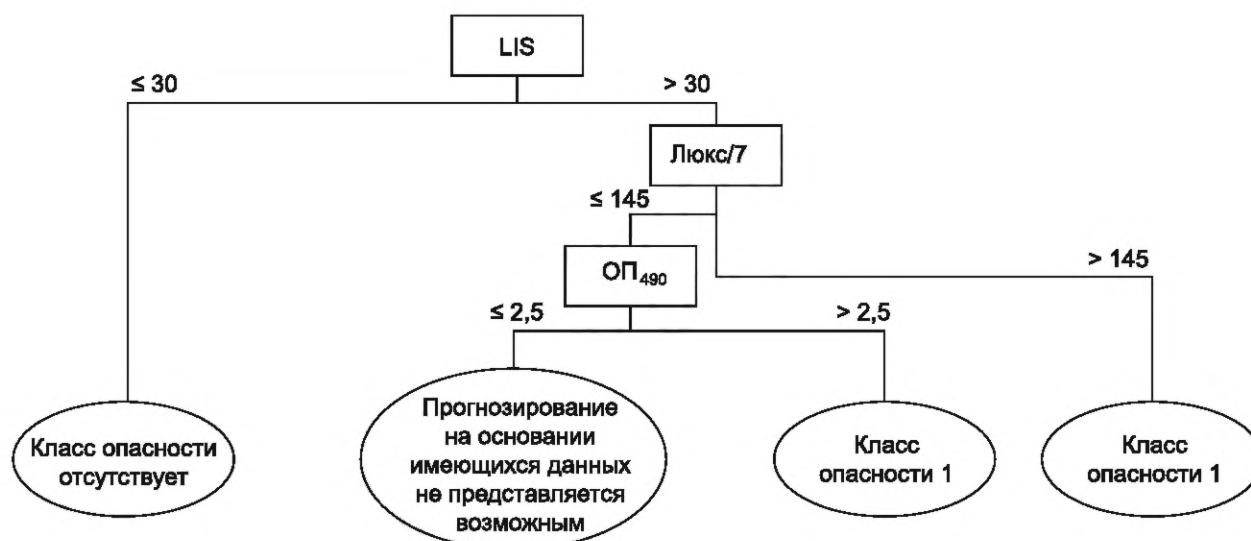 LIS
≤ 30
> 30
Люкс/7
≤ 145
> 145
ОП490
≤ 2,5
> 2,5
Класс опасности
отсутствует
Прогнозирование
на основании
имеющихся данных
не представляется
возможным
Класс
опасности 1
Класс
опасности 1